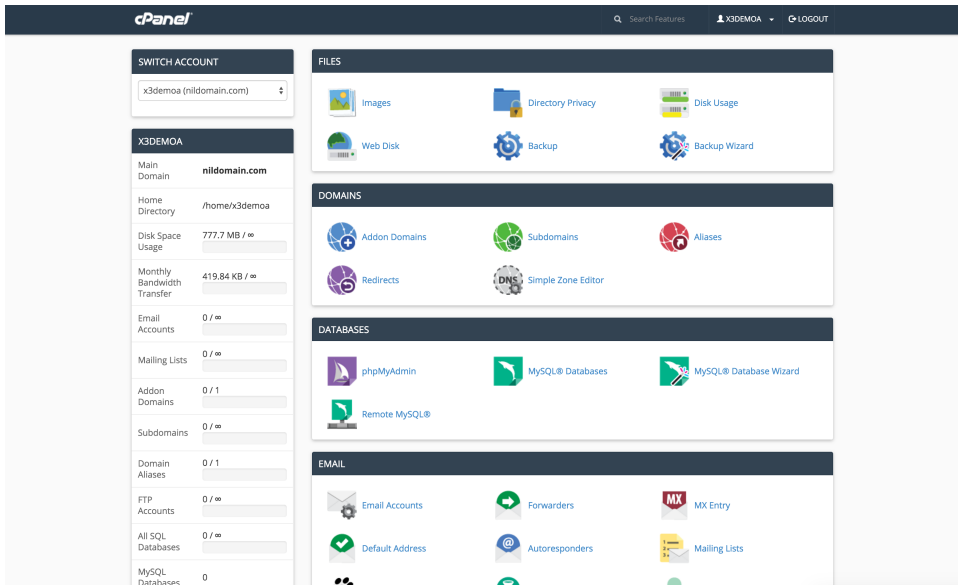 cPanel®
Search Features
X3DEMOA
LOGOUT
SWITCH ACCOUNT
x3demoa (nildomain.com)
X3DEMOA
Main
Domain
nildomain.com
Home
Directory
/home/x3demoa
Disk Space
Usage
777.7 MB / ∞
Monthly
Bandwidth
Transfer
419.84 KB / ∞
Email
Accounts
0 / ∞
Mailing Lists
0 / ∞
Addon
Domains
0 / 1
Subdomains
0 / ∞
Domain
Aliases
0 / 1
FTP
Accounts
0 / ∞
All SQL
Databases
0 / ∞
MySQL
Databases
0
FILES
Images
Directory Privacy
Disk Usage
Web Disk
Backup
Backup Wizard
DOMAINS
Addon Domains
Subdomains
Aliases
Redirects
DNS
Simple Zone Editor
DATABASES
phpMyAdmin
MySQL® Databases
MySQL® Database Wizard
Remote MySQL®
EMAIL
Email Accounts
Forwarders
MX
MX Entry
Default Address
@
Autoresponders
Mailing Lists